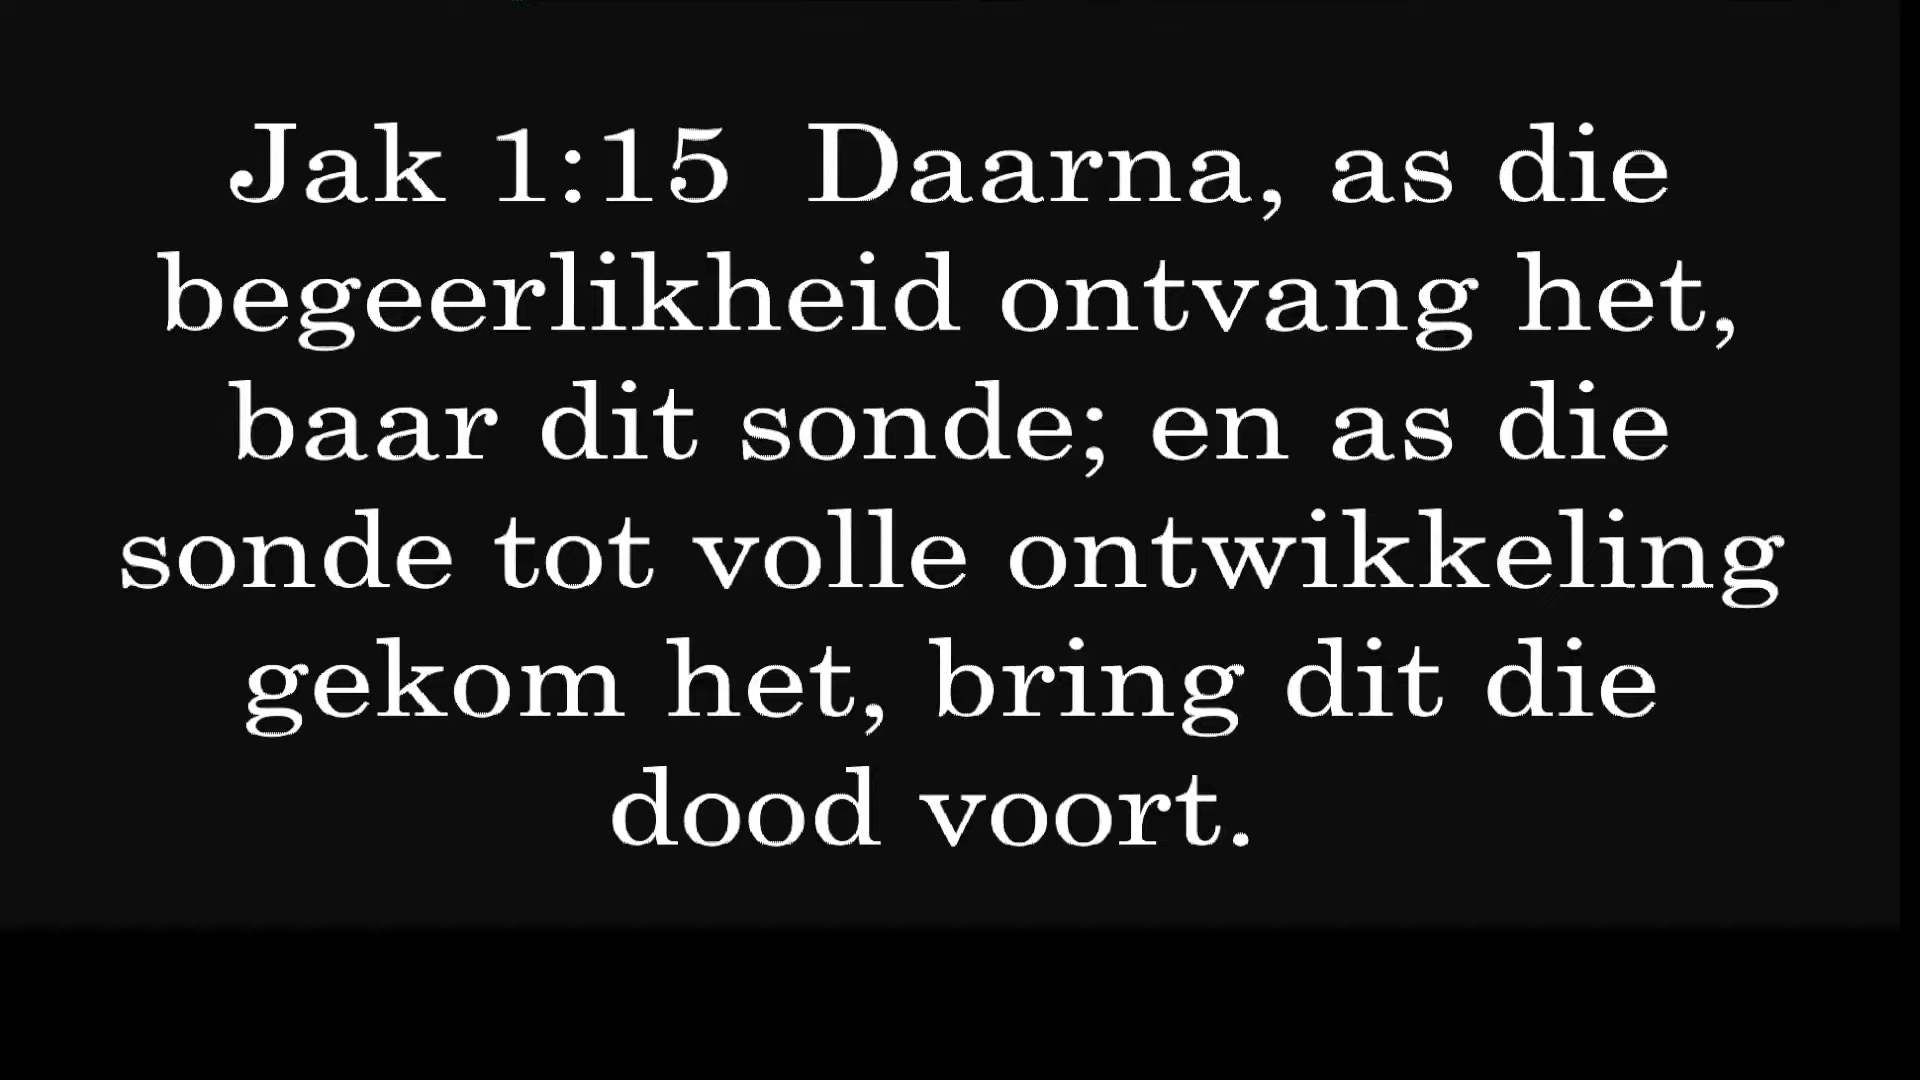 Jak 1:15  Daarna, as die
begeerlikheid ontvang het,
baar dit sonde; en as die
sonde tot volle ontwikkeling
gekom het, bring dit die
dood voort.